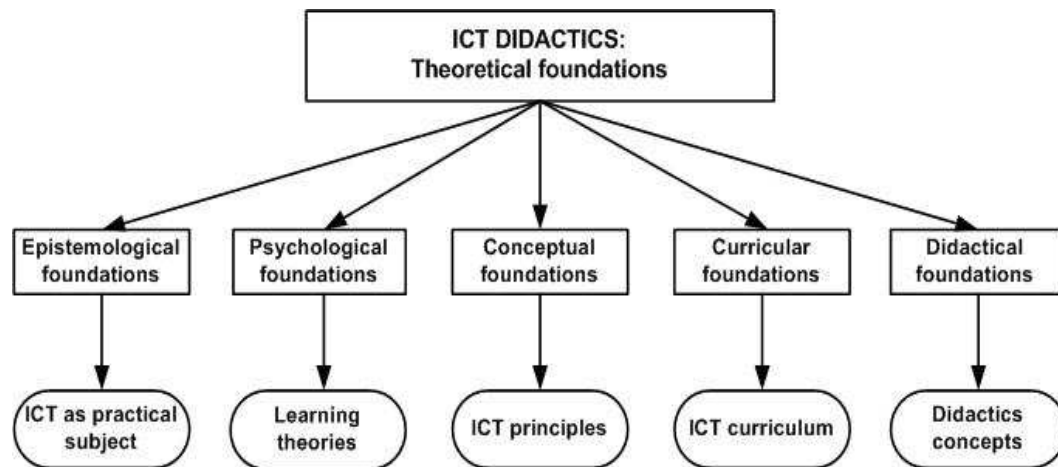 ICT DIDACTICS:
Theoretical foundations
Epistemological
foundations
Psychological
foundations
Conceptual
foundations
Curricular
foundations
Didactical
foundations
ICT as practical
subject
Learning
theories
ICT principles
ICT curriculum
Didactics
concepts